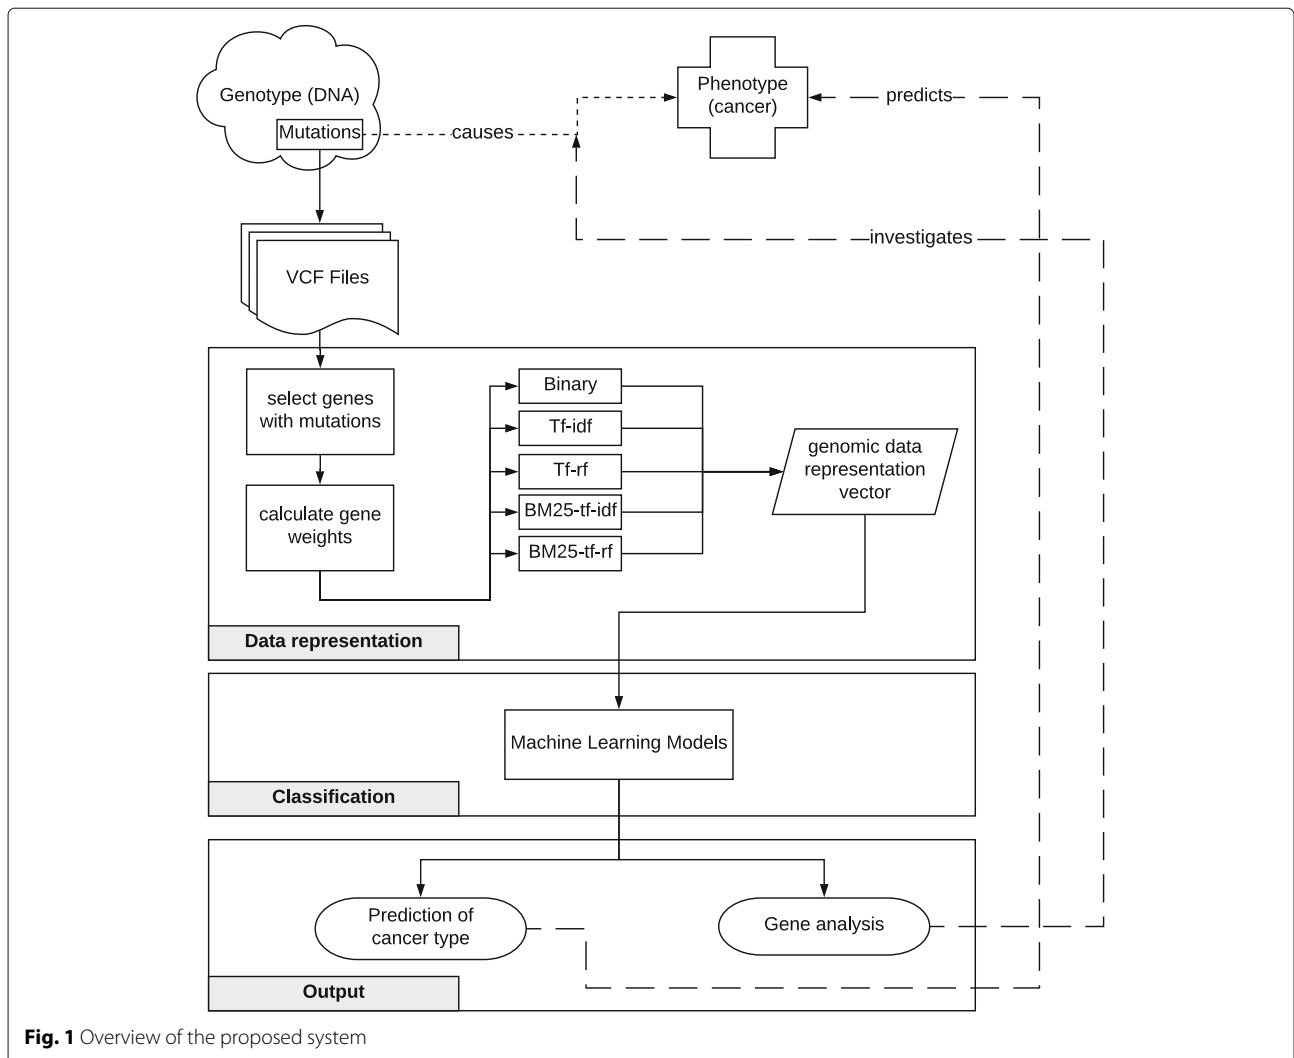 Genotype (DNA)
Mutations
causes
Phenotype
(cancer)
predicts
investigates
VCF Files
select genes
with mutations
calculate gene
weights
Binary
Tf-idf
Tf-rf
BM25-tf-idf
BM25-tf-rf
genomic data
representation
vector
Data representation
Machine Learning Models
Classification
Prediction of
cancer type
Gene analysis
Output
Fig. 1 Overview of the proposed system